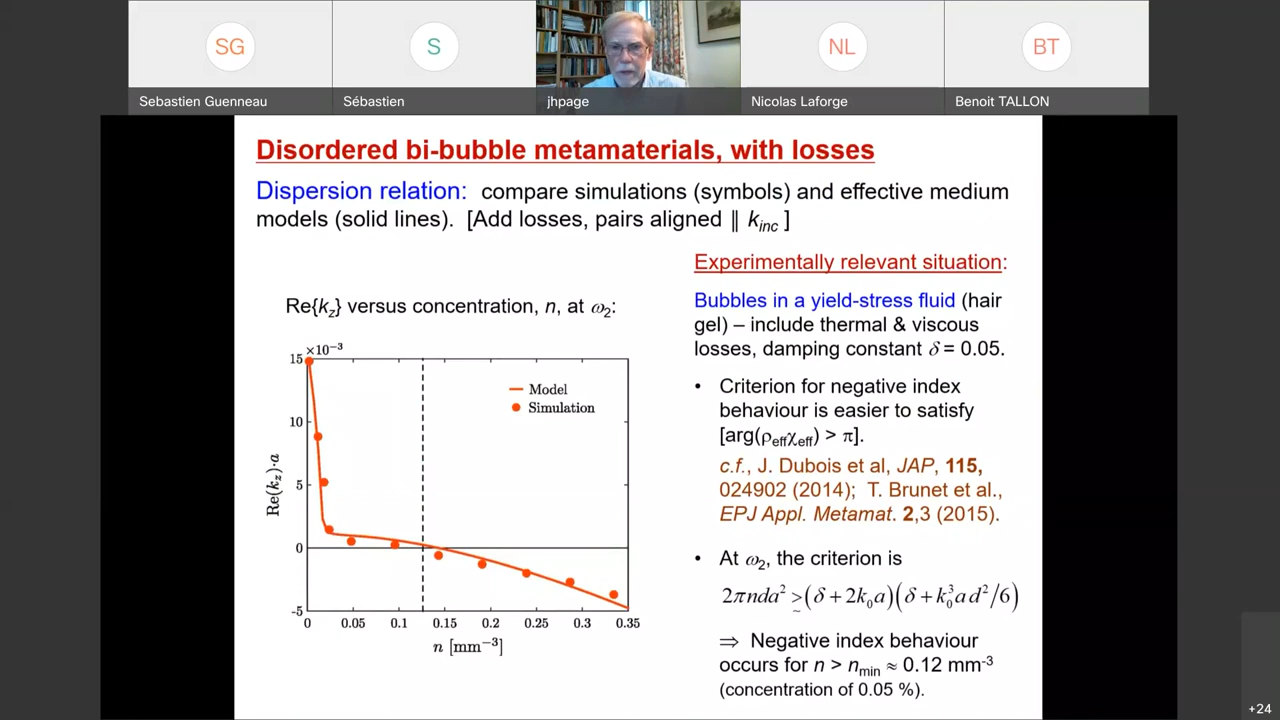 SG
S
NL
BT
Sebastien Guenneau
Sébastien
jhpage
Nicolas Laforge
Benoit TALLON
Disordered bi-bubble metamaterials, with losses
Dispersion relation: compare simulations (symbols) and effective medium
models (solid lines). [Add losses, pairs aligned ∥ k_inc ]
Experimentally relevant situation:
Re{k_z} versus concentration, n, at ω₂:
Bubbles in a yield-stress fluid (hair
gel) – include thermal & viscous
losses, damping constant δ = 0.05.
• Criterion for negative index
behaviour is easier to satisfy
[arg(ρ_effχ_eff) > π].
c.f., J. Dubois et al, JAP, 115,
024902 (2014); T. Brunet et al.,
EPJ Appl. Metamat. 2,3 (2015).
• At ω₂, the criterion is
2πnda² ≳ (δ + 2k₀a)(δ + k₀³ad²/6)
⇒ Negative index behaviour
occurs for n > n_min ≈ 0.12 mm⁻³
(concentration of 0.05 %).
×10⁻³
15
10
5
0
-5
Re(k_z)·a
Model
Simulation
0 0.05 0.1 0.15 0.2 0.25 0.3 0.35
n [mm⁻³]
+24